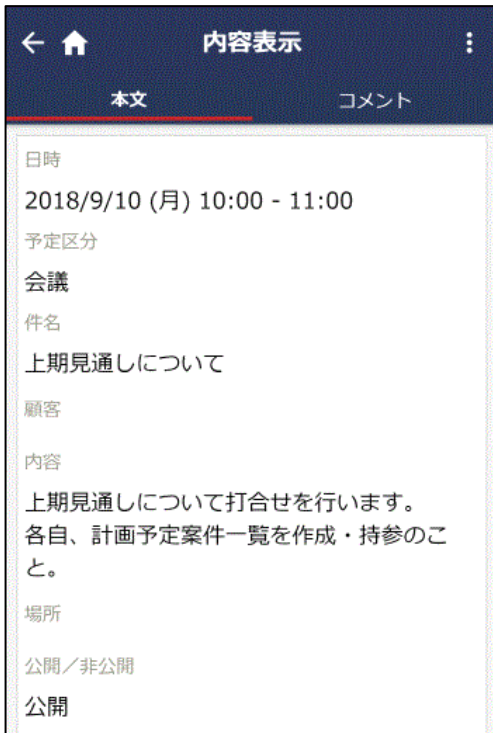 内容表示
本文 コメント
日時
2018/9/10 (月) 10:00 - 11:00
予定区分
会議
件名
上期見通しについて
顧客
内容
上期見通しについて打合せを行います。
各自、計画予定案件一覧を作成・持参のこ
と。
場所
公開／非公開
公開